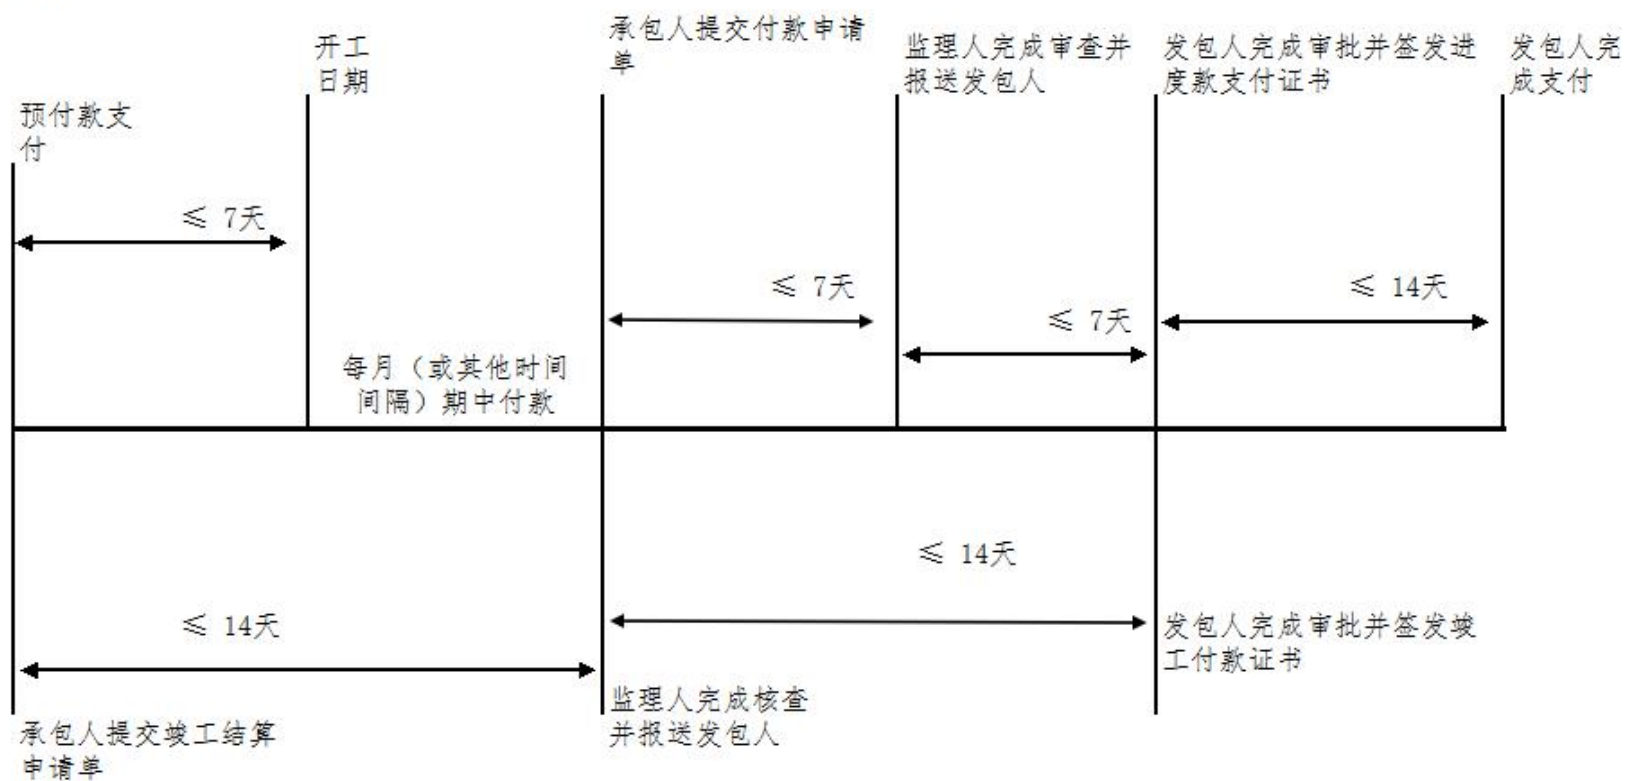 预付款支
付
开工
日期
承包人提交付款申请
单
监理人完成审查并
报送发包人
发包人完成审批并签发进
度款支付证书
发包人完
成支付
≤ 7天
≤ 7天
≤ 7天
≤ 14天
每月（或其他时间
间隔）期中付款
≤ 14天
≤ 14天
承包人提交竣工结算
申请单
监理人完成核查
并报送发包人
发包人完成审批并签发竣
工付款证书